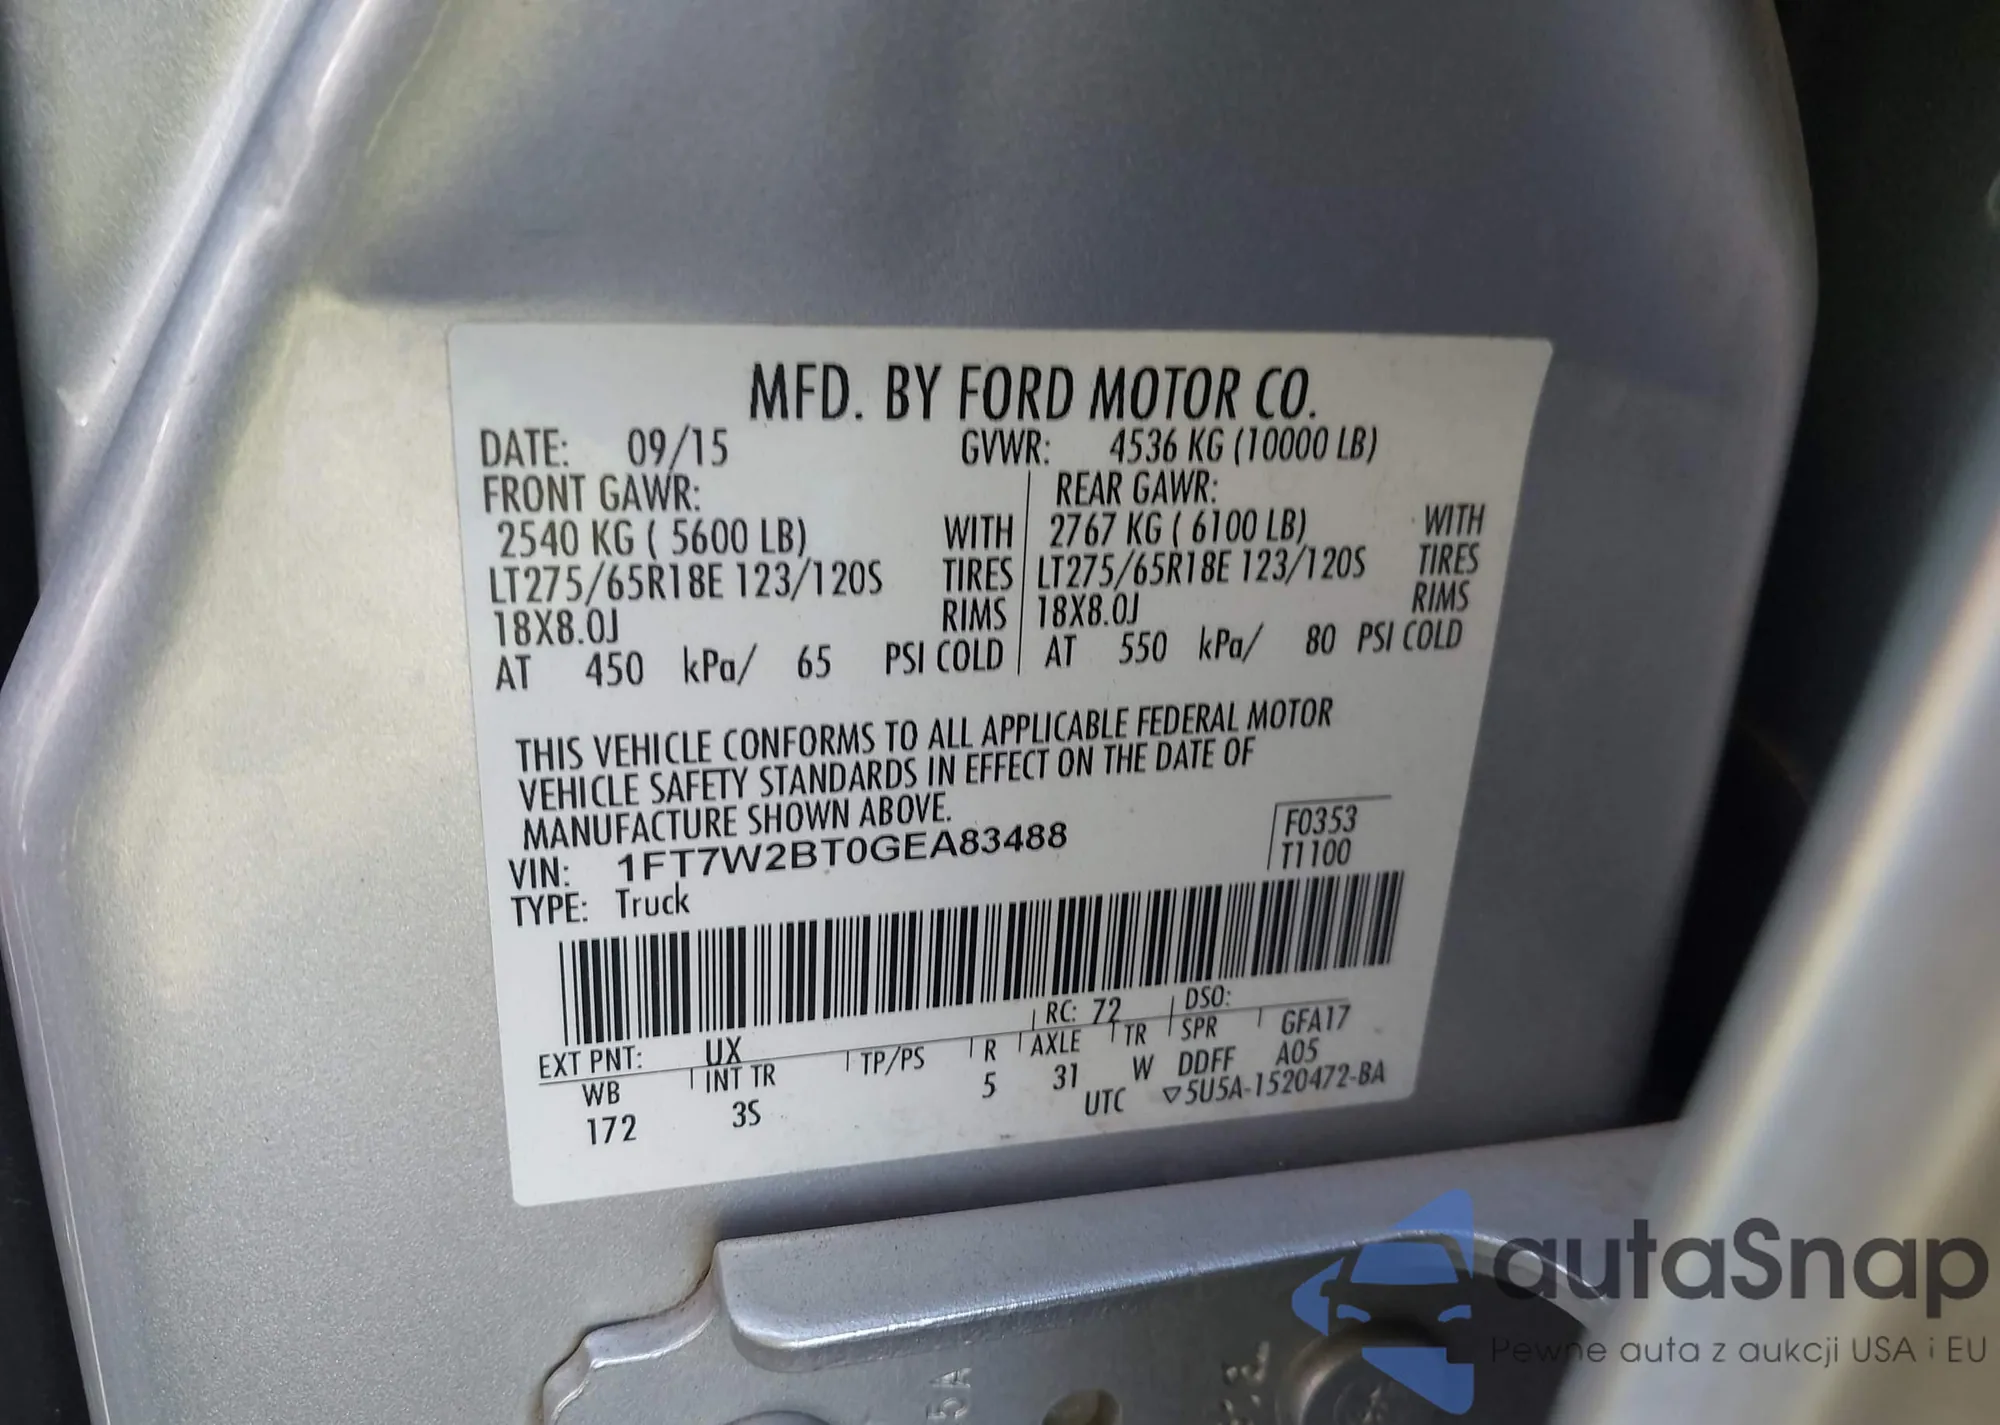 MFD. BY FORD MOTOR CO.
DATE: 09/15 GVWR: 4536 KG (10000 LB)
FRONT GAWR: REAR GAWR:
2540 KG ( 5600 LB) WITH 2767 KG ( 6100 LB) WITH
LT275/65R18E 123/120S TIRES LT275/65R18E 123/120S TIRES
18X8.0J RIMS 18X8.0J RIMS
AT 450 kPa/ 65 PSI COLD AT 550 kPa/ 80 PSI COLD
THIS VEHICLE CONFORMS TO ALL APPLICABLE FEDERAL MOTOR
VEHICLE SAFETY STANDARDS IN EFFECT ON THE DATE OF
MANUFACTURE SHOWN ABOVE.
VIN: 1FT7W2BT0GEA83488 F0353
TYPE: Truck T1100
RC: 72 DSO:
EXT PNT: UX
WB INT TR TP/PS R AXLE TR SPR GFA17
172 3S 5 31 W DDFF A05
UTC ▽5U5A-1520472-BA
5A
autaSnap
Pewne auta z aukcji USA i EU